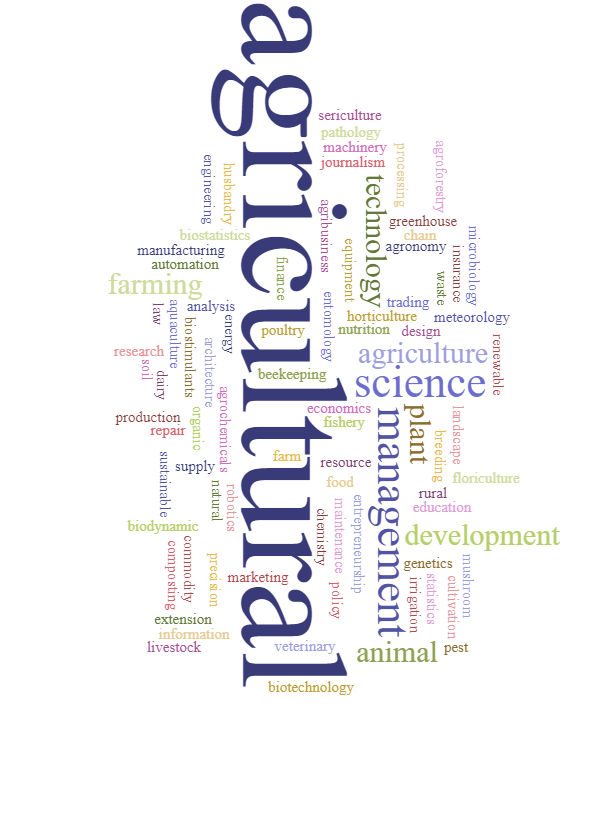 agricultural
sericulture
pathology
machinery
journalism
technology
processing
agroforestry
engineering
husbandry
biostatistics
manufacturing
automation
farming
agribusiness
greenhouse
chain
agronomy
microbiology
insurance
equipment
finance
waste
entomology
trading
horticulture
meteorology
nutrition
design
law
aquaculture
analysis
energy
biostimulants
poultry
architecture
research
soil
dairy
agriculture
science
renewable
beekeeping
production
repair
organic
agrochemicals
economics
fishery
management
plant
landscape
breeding
sustainable
supply
natural
robotics
farm
resource
food
floriculture
rural
education
biodynamic
chemistry
maintenance
entrepreneurship
development
composting
commodity
precision
marketing
policy
genetics
irrigation
statistics
cultivation
mushroom
extension
information
livestock
veterinary
animal
pest
biotechnology